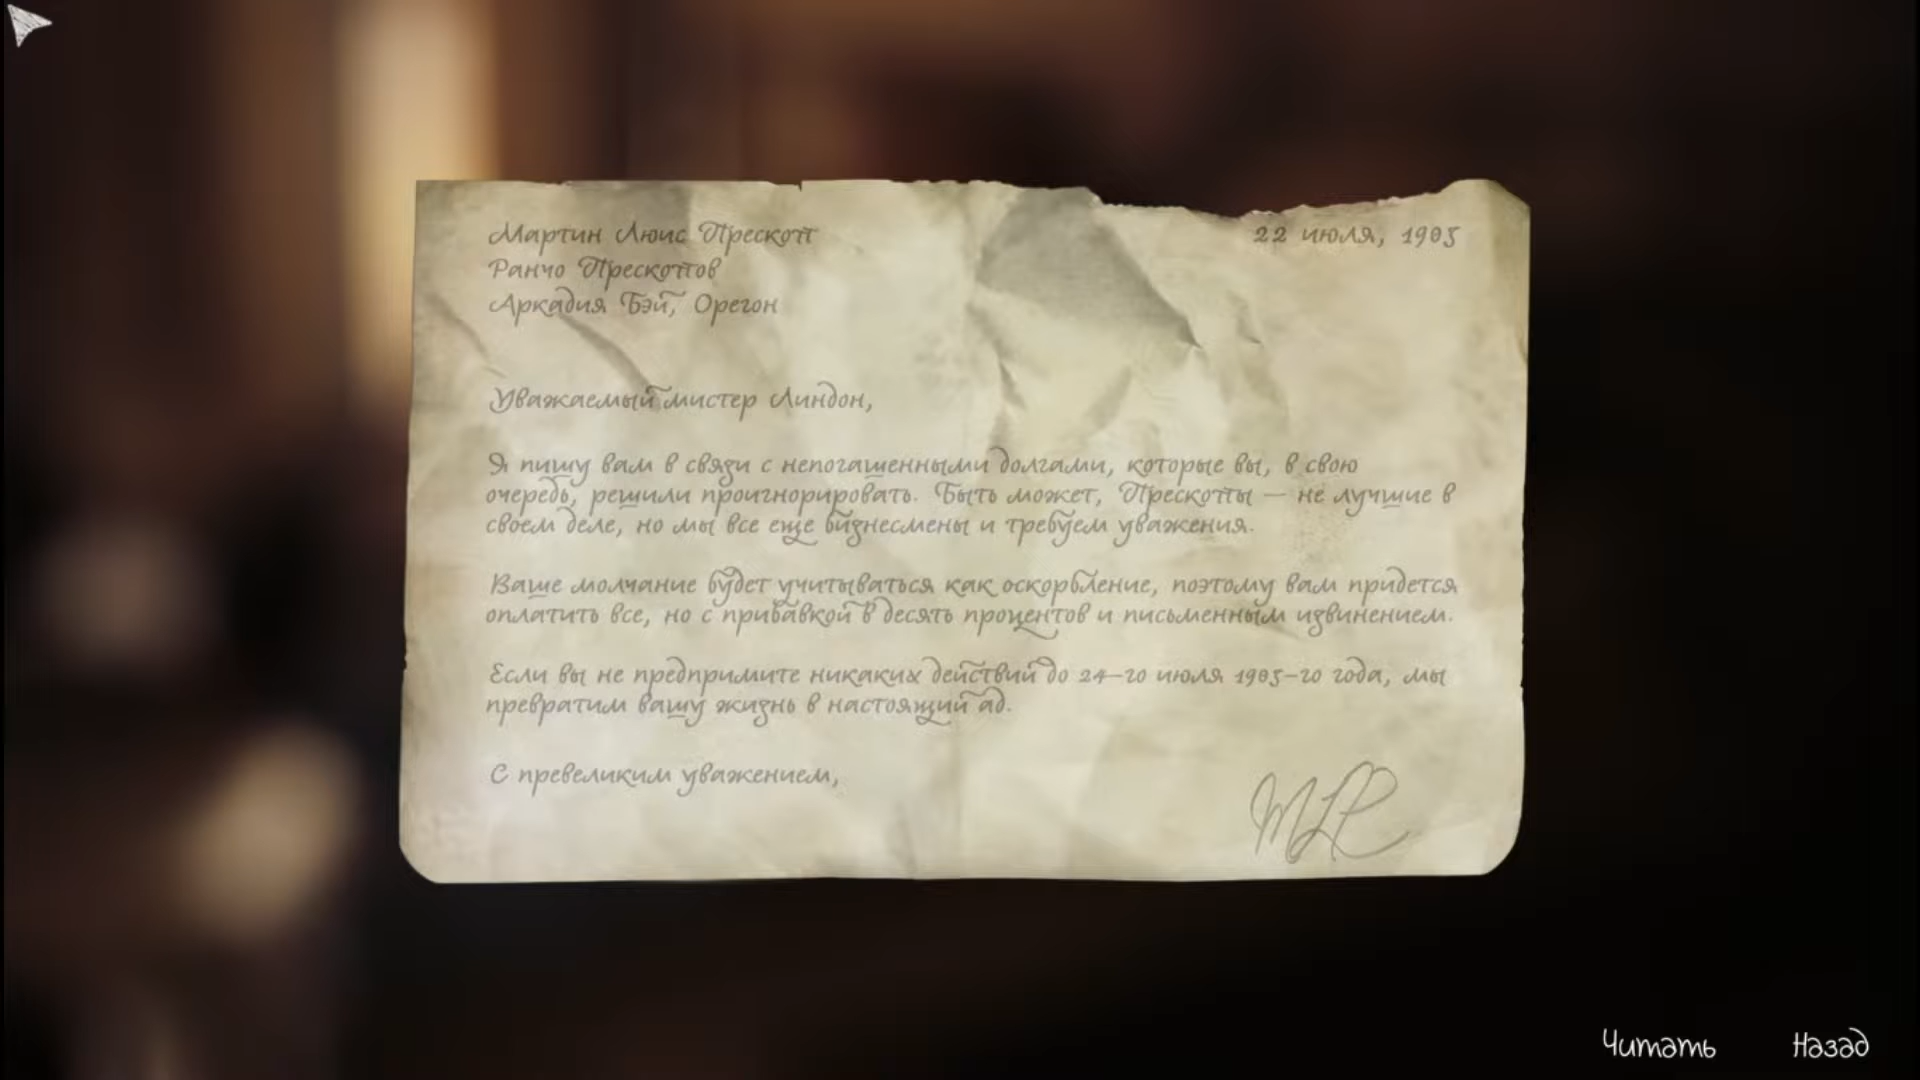 Мартин Люис Прескотт
22 июля, 1905
Ранчо Прескоттов
Аркадия Бэй, Орегон
Уважаемый мистер Линдон,
Я пишу вам в связи с непогашенными долгами, которые вы, в свою
очередь, решили проигнорировать. Быть может, Прескотты — не лучшие в
своем деле, но мы все еще бизнесмены и требуем уважения.
Ваше молчание будет учитываться как оскорбление, поэтому вам придется
оплатить все, но с прибавкой в десять процентов и письменным извинением.
Если вы не предпримите никаких действий до 24-го июля 1905-го года, мы
превратим вашу жизнь в настоящий ад.
С превеликим уважением,
MLP
Читать Назад